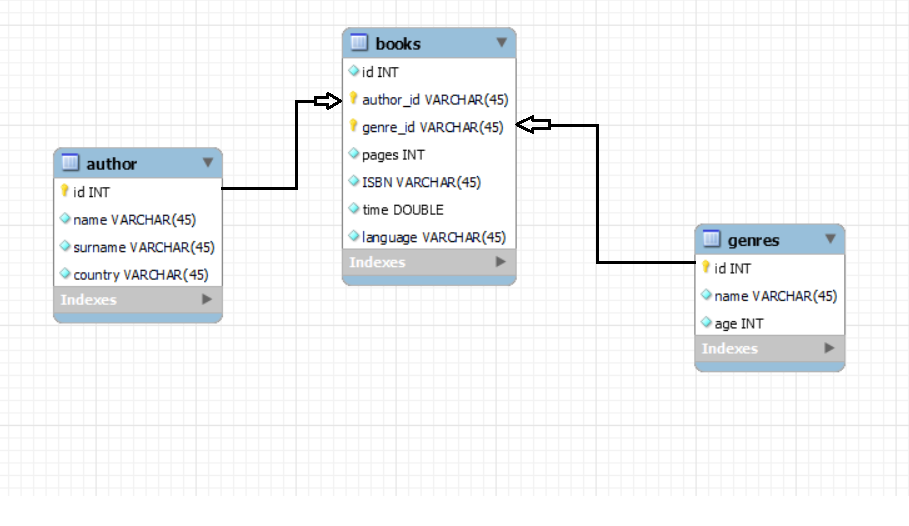 books
id INT
author_id VARCHAR(45)
genre_id VARCHAR(45)
pages INT
ISBN VARCHAR(45)
time DOUBLE
language VARCHAR(45)
Indexes
author
id INT
name VARCHAR(45)
surname VARCHAR(45)
country VARCHAR(45)
Indexes
genres
id INT
name VARCHAR(45)
age INT
Indexes